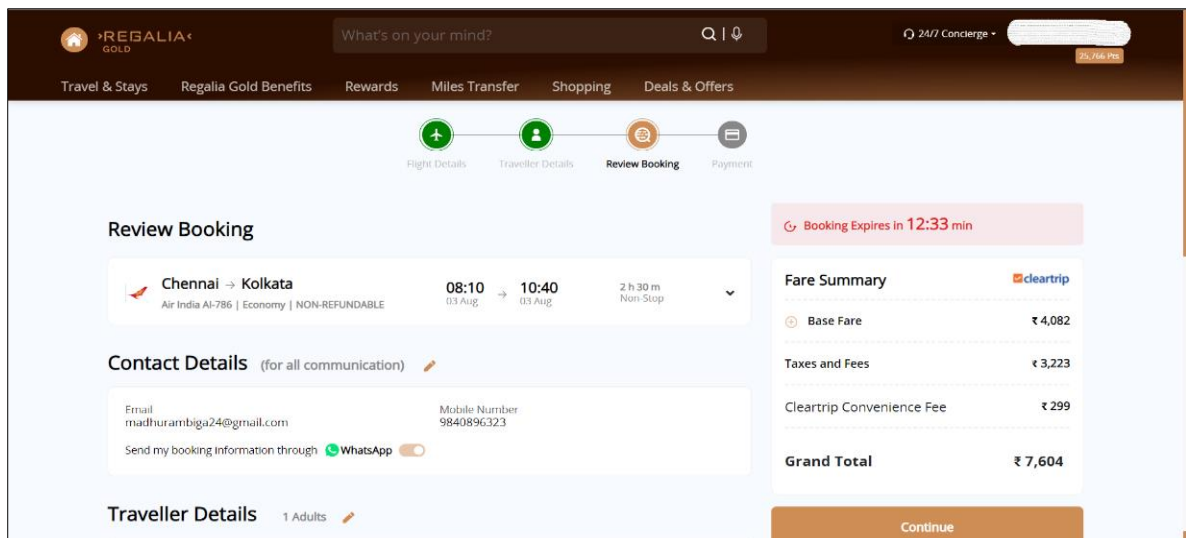 ›REGALIA‹
GOLD
What's on your mind?
24/7 Concierge
25,766 Pts
Travel & Stays Regalia Gold Benefits Rewards Miles Transfer Shopping Deals & Offers
Flight Details Traveller Details Review Booking Payment
Review Booking
Chennai → Kolkata
Air India AI-786 | Economy | NON-REFUNDABLE
08:10 → 10:40
03 Aug 03 Aug
2 h 30 m
Non-Stop
Contact Details (for all communication)
Email
madhurambiga24@gmail.com
Mobile Number
9840896323
Send my booking information through WhatsApp
Traveller Details 1 Adults
Booking Expires in 12:33 min
Fare Summary cleartrip
Base Fare ₹ 4,082
Taxes and Fees ₹ 3,223
Cleartrip Convenience Fee ₹ 299
Grand Total ₹ 7,604
Continue